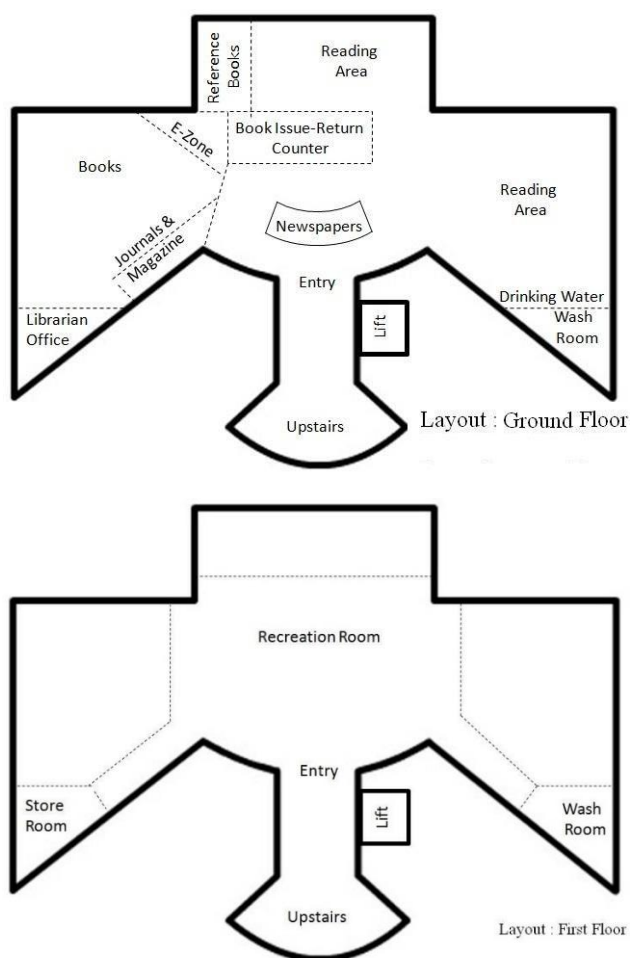 Reference
Books
Reading
Area
E-Zone
Book Issue-Return
Counter
Books
Reading
Area
Journals &
Magazine
Newspapers
Entry
Drinking Water
Librarian
Office
Lift
Wash
Room
Upstairs
Layout : Ground Floor
Recreation Room
Entry
Store
Room
Lift
Wash
Room
Upstairs
Layout : First Floor